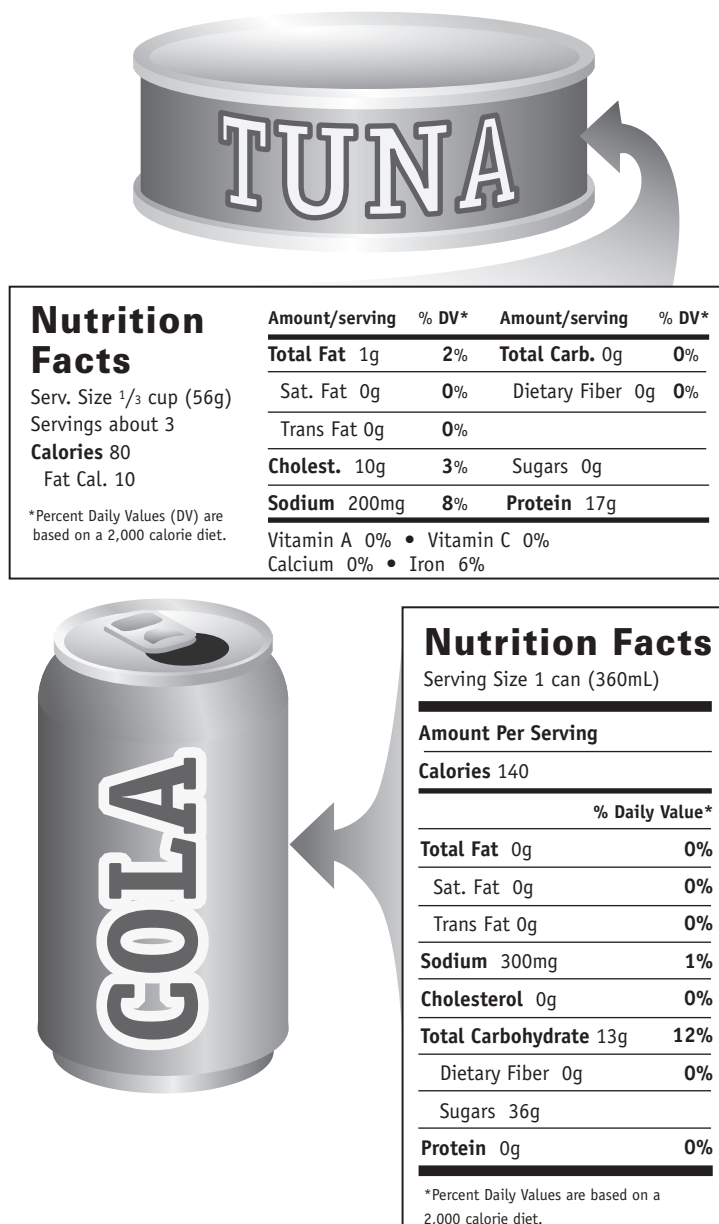 TUNA
Nutrition
Facts
Serv. Size 1/3 cup (56g)
Servings about 3
Calories 80
Fat Cal. 10
*Percent Daily Values (DV) are
based on a 2,000 calorie diet.
Amount/serving % DV* Amount/serving % DV*
Total Fat 1g 2% Total Carb. 0g 0%
Sat. Fat 0g 0% Dietary Fiber 0g 0%
Trans Fat 0g 0%
Cholest. 10g 3% Sugars 0g
Sodium 200mg 8% Protein 17g
Vitamin A 0% • Vitamin C 0%
Calcium 0% • Iron 6%
COLA
Nutrition Facts
Serving Size 1 can (360mL)
Amount Per Serving
Calories 140
% Daily Value*
Total Fat 0g 0%
Sat. Fat 0g 0%
Trans Fat 0g 0%
Sodium 300mg 1%
Cholesterol 0g 0%
Total Carbohydrate 13g 12%
Dietary Fiber 0g 0%
Sugars 36g
Protein 0g 0%
*Percent Daily Values are based on a
2,000 calorie diet.